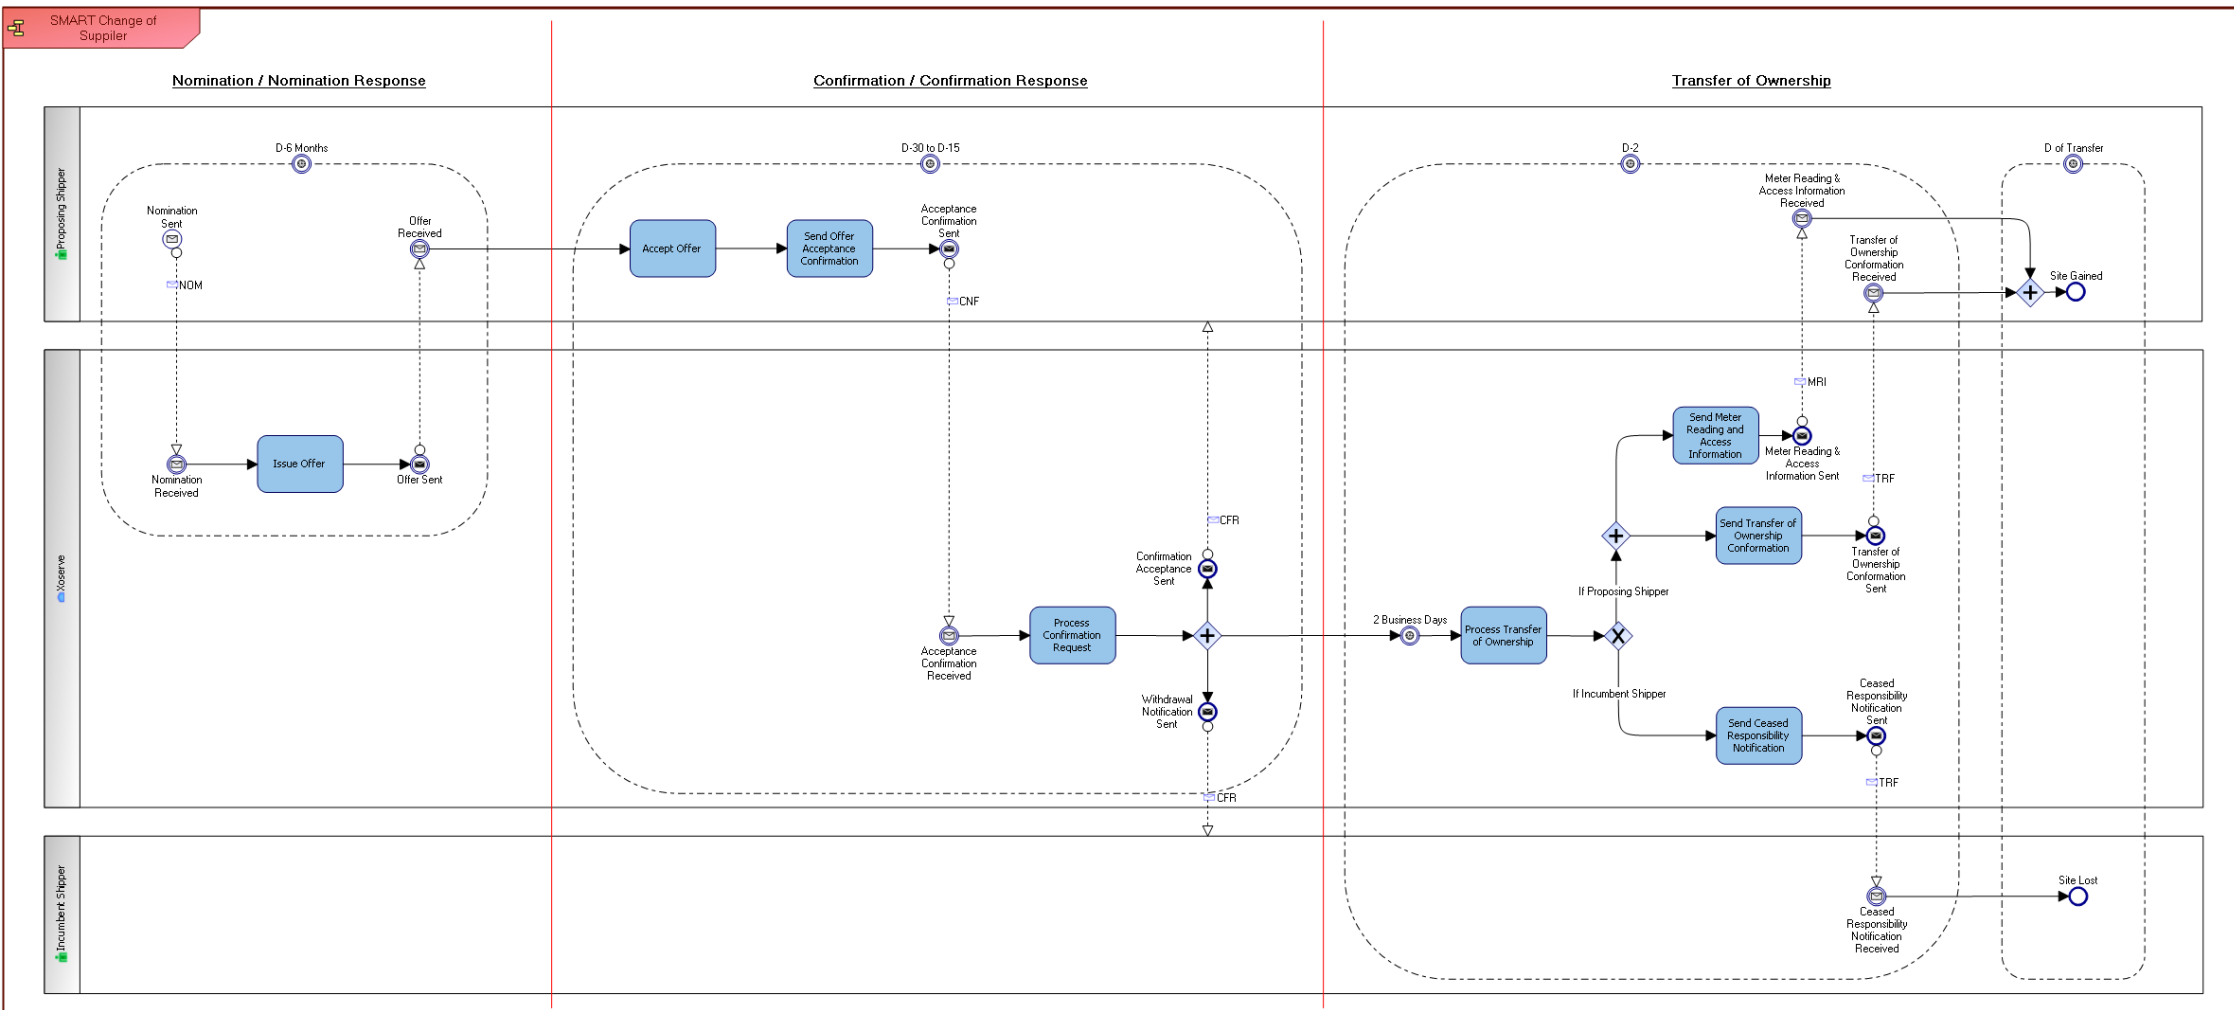 SMART Change of
Suppiler
Nomination / Nomination Response
Confirmation / Confirmation Response
Transfer of Ownership
Proposing Shipper
D-6 Months
Nomination
Sent
NOM
Offer
Received
D-30 to D-15
Accept Offer
Send Offer
Acceptance
Confirmation
Acceptance
Confirmation
Sent
CNF
D-2
Meter Reading &
Access Information
Received
Transfer of
Ownership
Conformation
Received
D of Transfer
Site Gained
Xoserve
Nomination
Received
Issue Offer
Offer Sent
Acceptance
Confirmation
Received
Process
Confirmation
Request
CFR
Confirmation
Acceptance
Sent
Withdrawal
Notification
Sent
CFR
2 Business Days
Process Transfer
of Ownership
If Proposing Shipper
If Incumbent Shipper
Send Meter
Reading and
Access
Information
MRI
Meter Reading &
Access
Information Sent
Send Transfer of
Ownership
Conformation
TRF
Transfer of
Ownership
Conformation
Sent
Send Ceased
Responsibility
Notification
Ceased
Responsibility
Notification
Sent
TRF
Incumbent Shipper
Ceased
Responsibility
Notification
Received
Site Lost